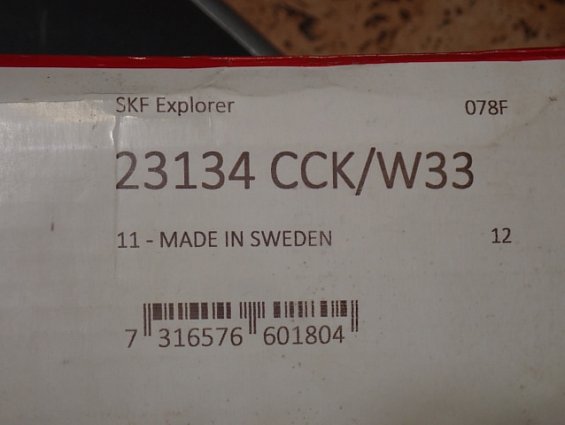 SKF Explorer 078F
23134 CCK/W33
11 - MADE IN SWEDEN 12
7 316576 601804